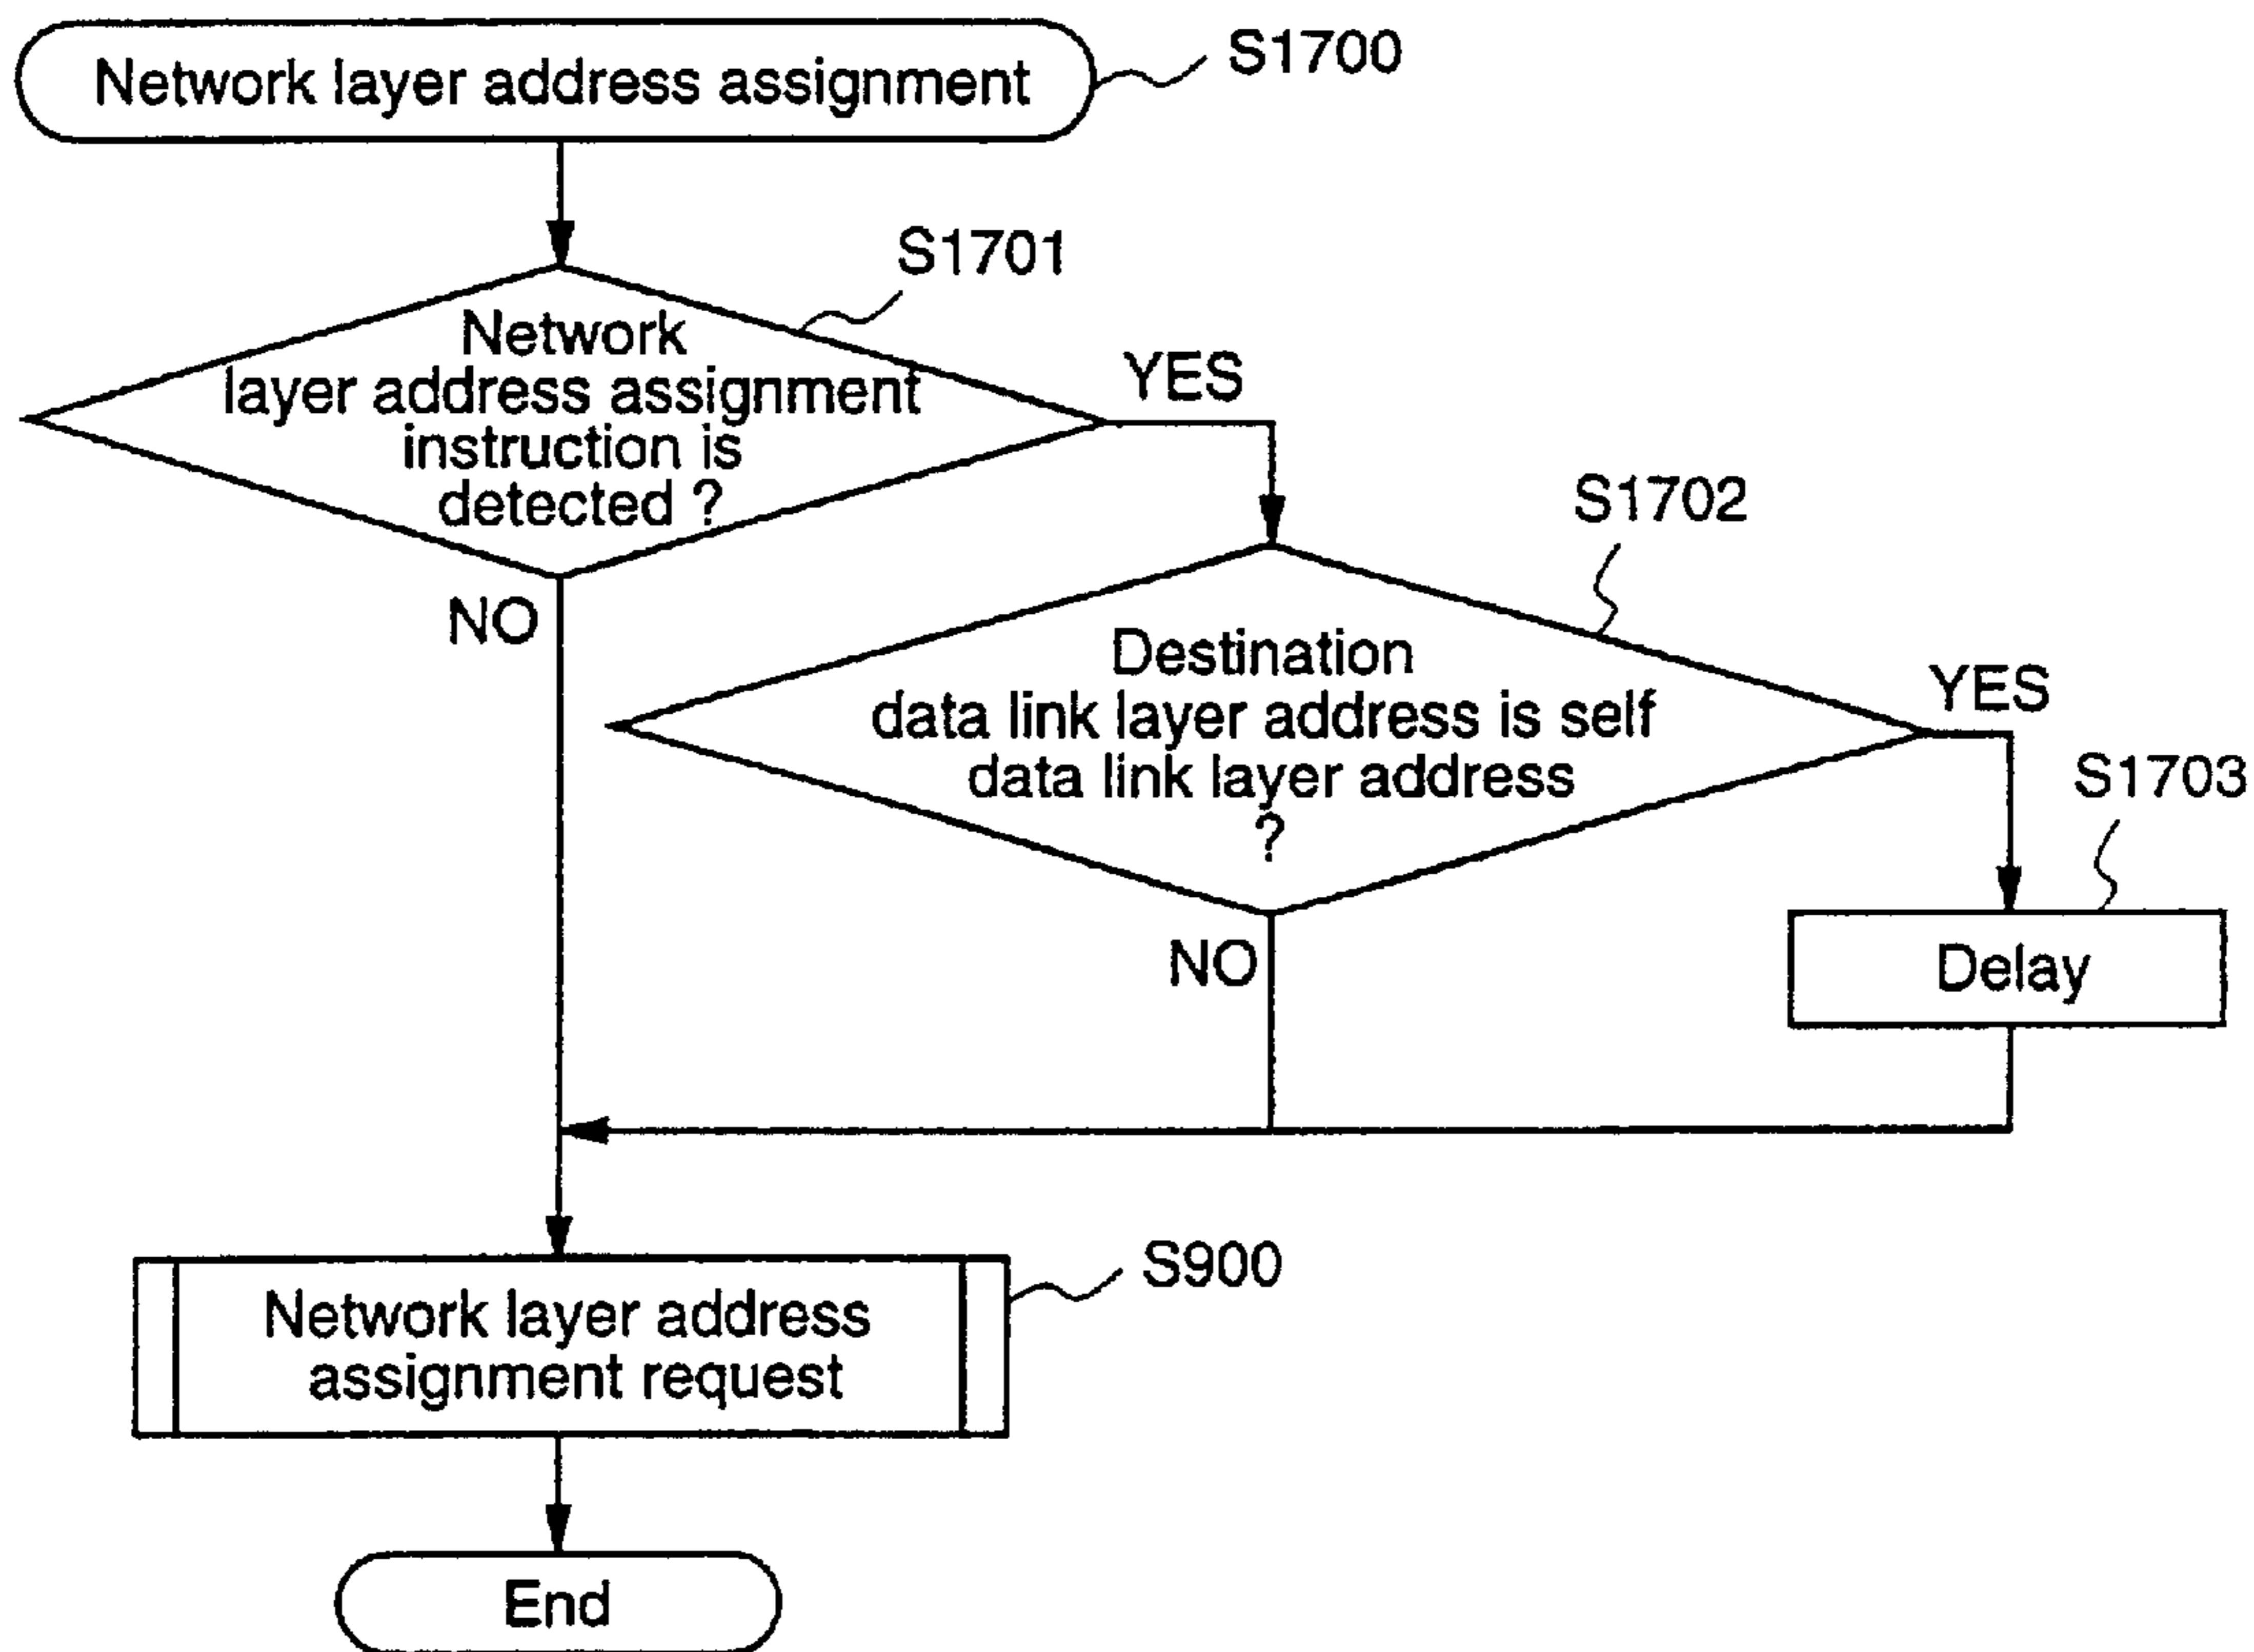 Network layer address assignment
S1700
S1701
Network
layer address assignment
instruction is
detected ?
YES
NO
S1702
Destination
data link layer address is self
data link layer address
?
YES
NO
S1703
Delay
S900
Network layer address
assignment request
End